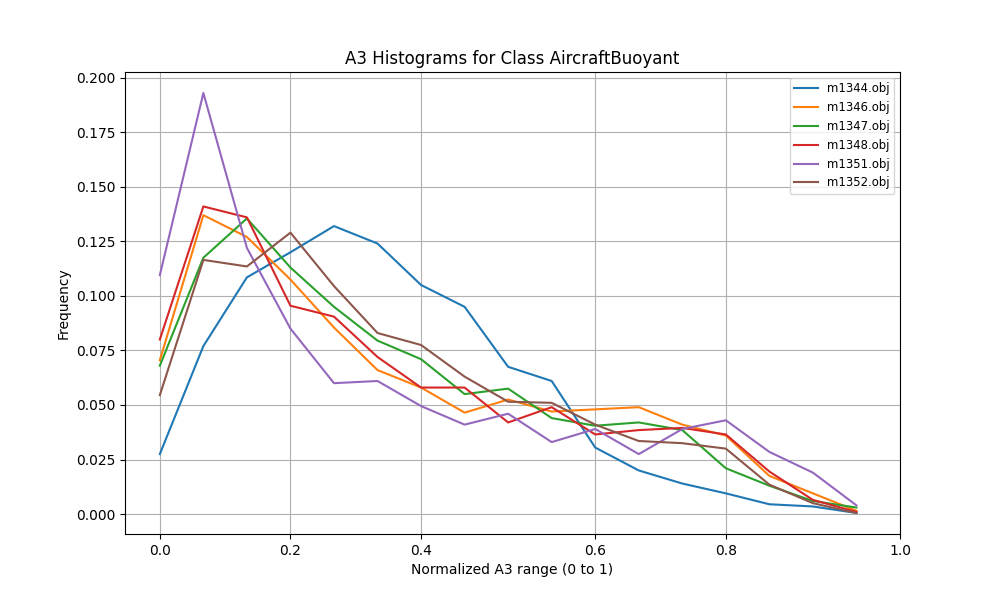 A3 Histograms for Class AircraftBuoyant
0.200
0.175
0.150
0.125
0.100
0.075
0.050
0.025
0.000
Frequency
m1344.obj
m1346.obj
m1347.obj
m1348.obj
m1351.obj
m1352.obj
0.0 0.2 0.4 0.6 0.8 1.0
Normalized A3 range (0 to 1)